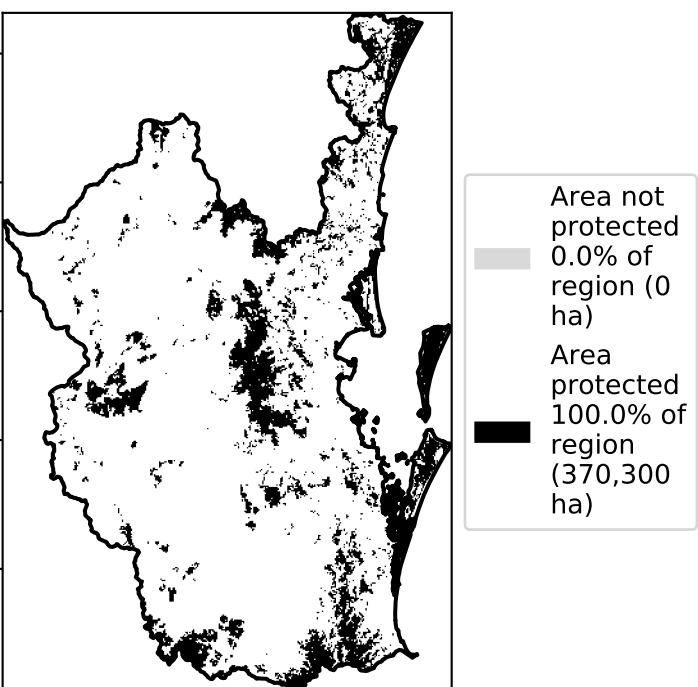 Area not
protected
0.0% of
region (0
ha)
Area
protected
100.0% of
region
(370,300
ha)